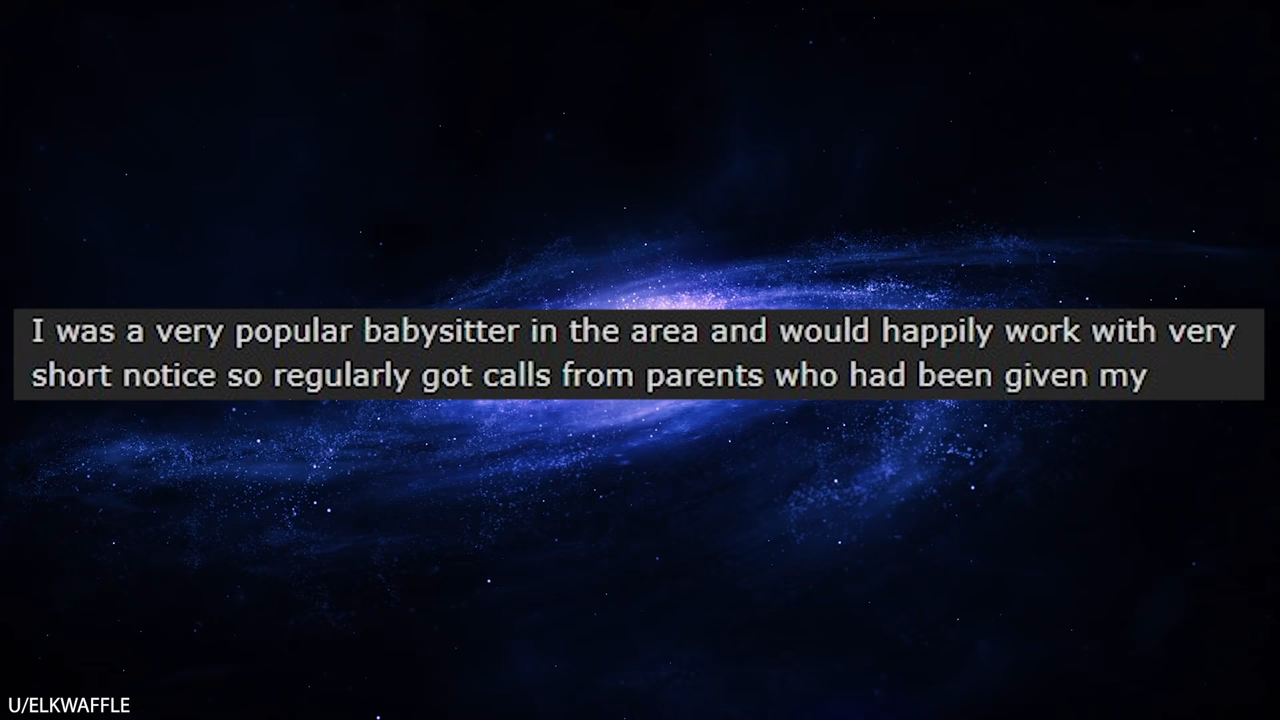 I was a very popular babysitter in the area and would happily work with very
short notice so regularly got calls from parents who had been given my
U/ELKWAFFLE